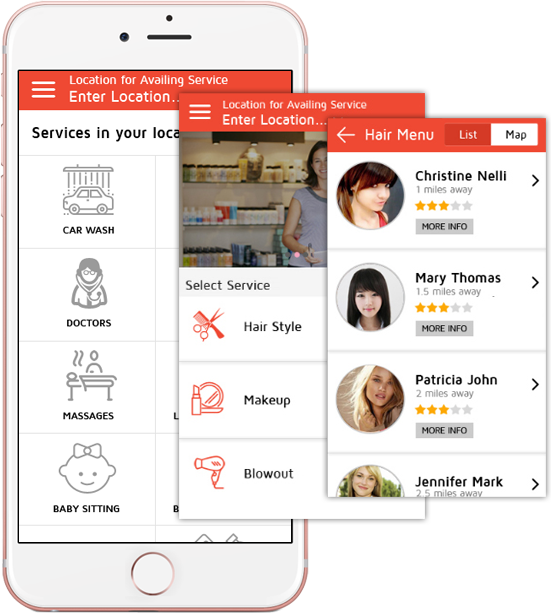 Location for Availing Service
Enter Location...
Services in your loca
CAR WASH
DOCTORS
MASSAGES
L
BABY SITTING
B
Location for Availing Service
Enter Location...
Select Service
Hair Style
Makeup
Blowout
Hair Menu
List
Map
Christine Nelli
1 miles away
MORE INFO
Mary Thomas
1.5 miles away
MORE INFO
Patricia John
2 miles away
MORE INFO
Jennifer Mark
2.5 miles away